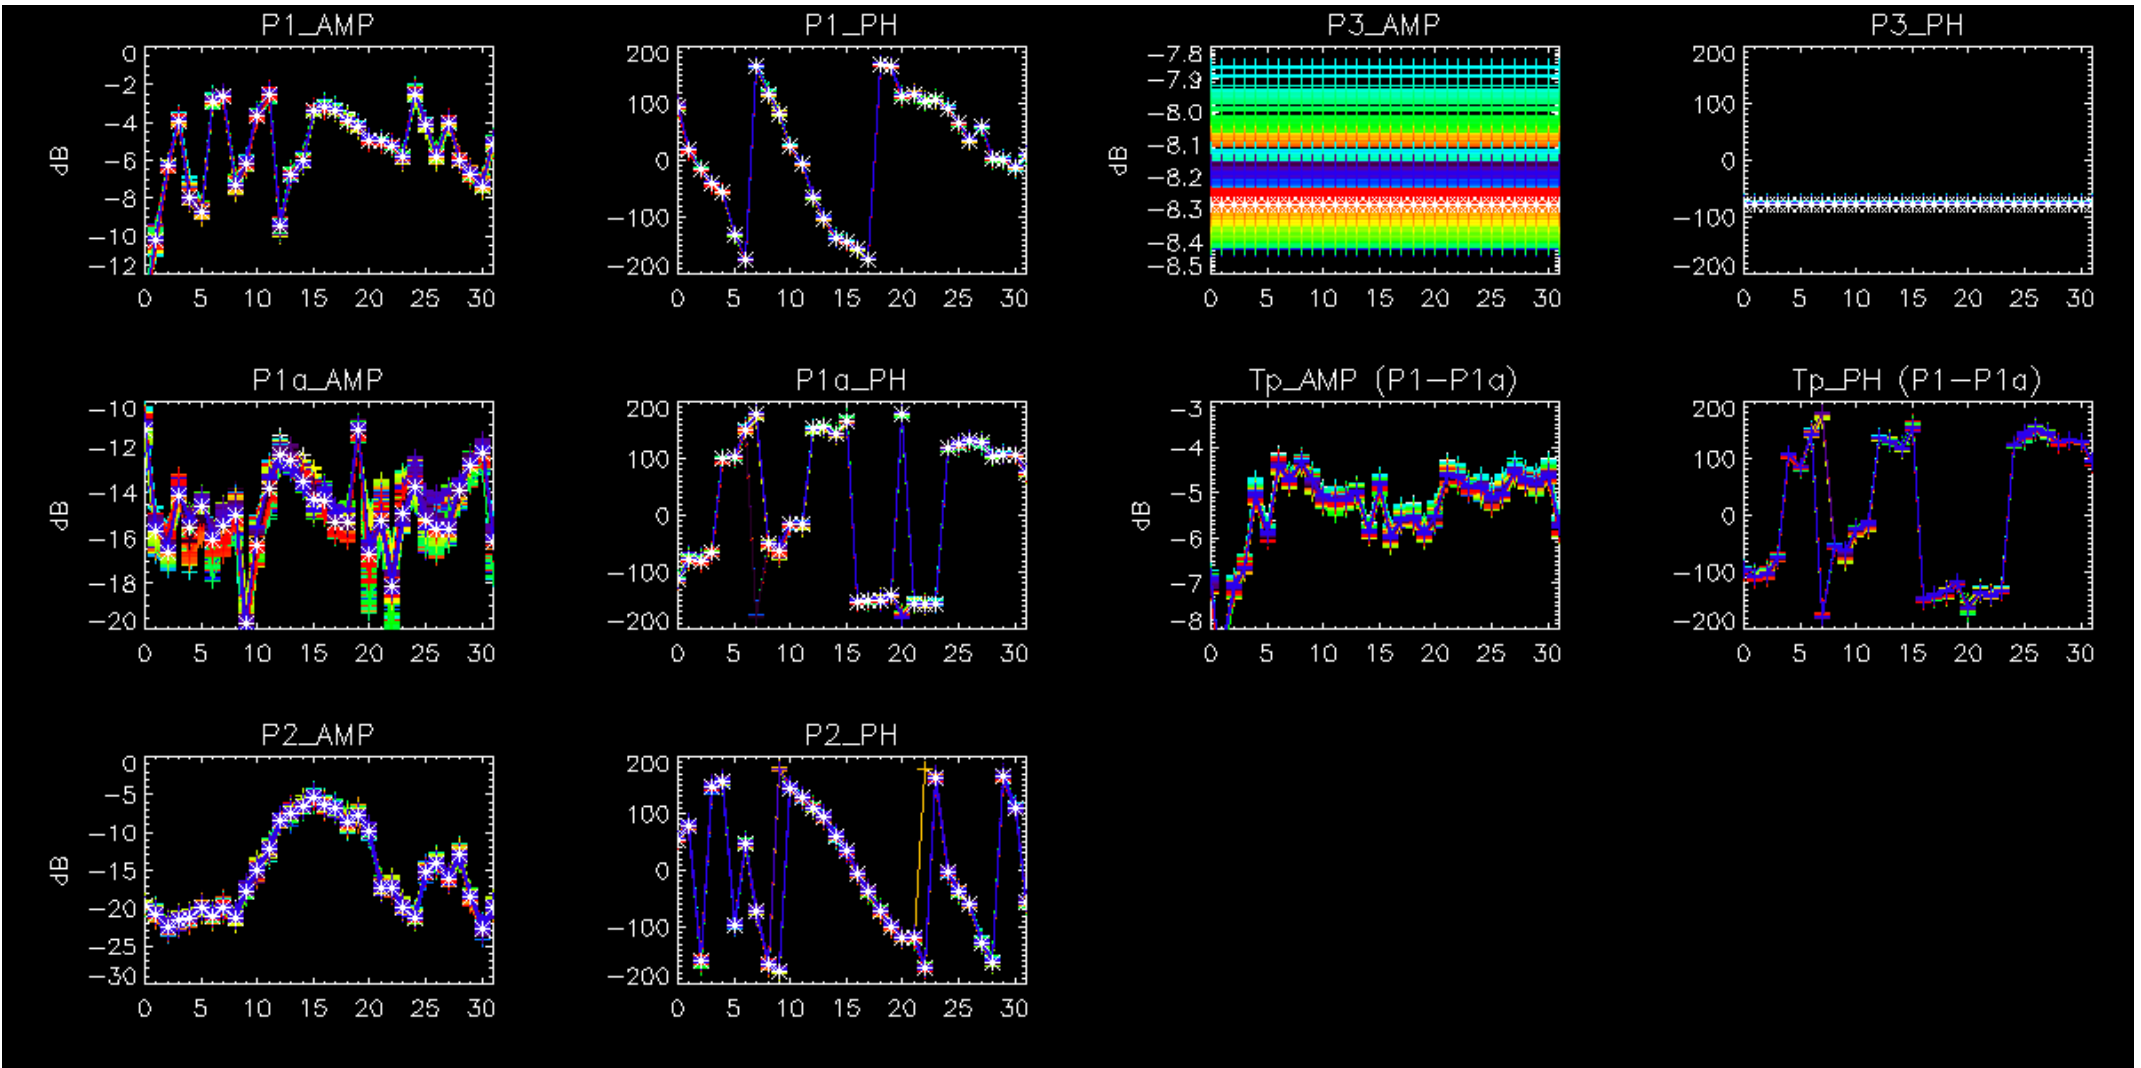 P1_AMP
0
-2
-4
-6
-8
-10
-12
dB
0 5 10 15 20 25 30
P1_PH
200
100
0
-100
-200
0 5 10 15 20 25 30
P3_AMP
-7.8
-7.9
-8.0
-8.1
-8.2
-8.3
-8.4
-8.5
dB
0 5 10 15 20 25 30
P3_PH
200
100
0
-100
-200
0 5 10 15 20 25 30
P1a_AMP
-10
-12
-14
-16
-18
-20
dB
0 5 10 15 20 25 30
P1a_PH
200
100
0
-100
-200
0 5 10 15 20 25 30
Tp_AMP (P1-P1a)
-3
-4
-5
-6
-7
-8
dB
0 5 10 15 20 25 30
Tp_PH (P1-P1a)
200
100
0
-100
-200
0 5 10 15 20 25 30
P2_AMP
0
-5
-10
-15
-20
-25
-30
dB
0 5 10 15 20 25 30
P2_PH
200
100
0
-100
-200
0 5 10 15 20 25 30